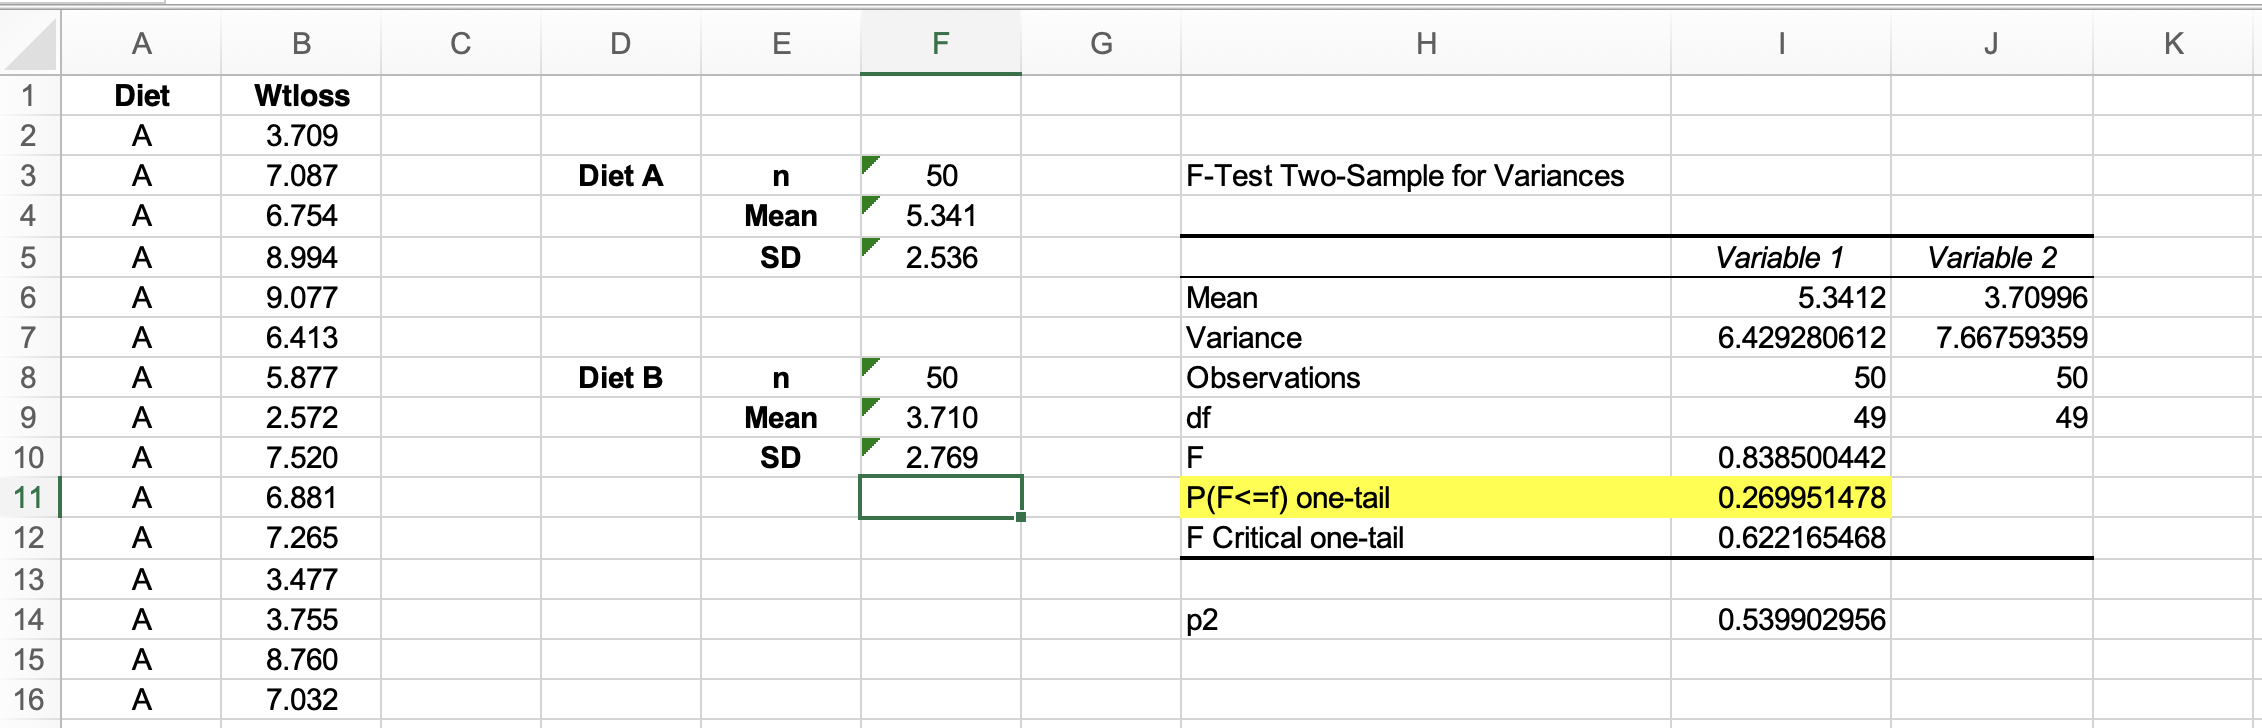 A B C D E F G H I J K
1 Diet Wtloss
2 A 3.709
3 A 7.087 Diet A n 50 F-Test Two-Sample for Variances
4 A 6.754 Mean 5.341
5 A 8.994 SD 2.536 Variable 1 Variable 2
6 A 9.077 Mean 5.3412 3.70996
7 A 6.413 Variance 6.429280612 7.66759359
8 A 5.877 Diet B n 50 Observations 50 50
9 A 2.572 Mean 3.710 df 49 49
10 A 7.520 SD 2.769 F 0.838500442
11 A 6.881 P(F<=f) one-tail 0.269951478
12 A 7.265 F Critical one-tail 0.622165468
13 A 3.477
14 A 3.755 p2 0.539902956
15 A 8.760
16 A 7.032